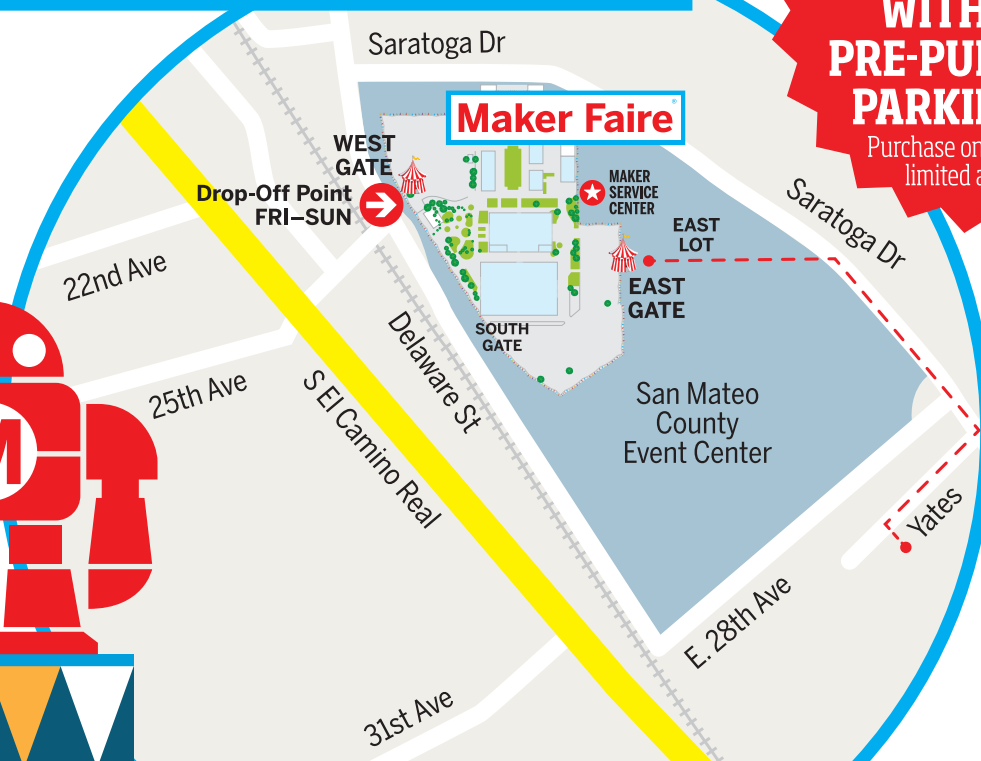 WITH
PARKI
Purchase on
limited a
Saratoga Dr
Maker Faire
WEST
GATE
Drop-Off Point
FRI–SUN
MAKER
SERVICE
CENTER
Saratoga Dr
EAST
LOT
EAST
GATE
22nd Ave
SOUTH
GATE
Delaware St
25th Ave
S El Camino Real
San Mateo
County
Event Center
M
Yates
E. 28th Ave
31st Ave